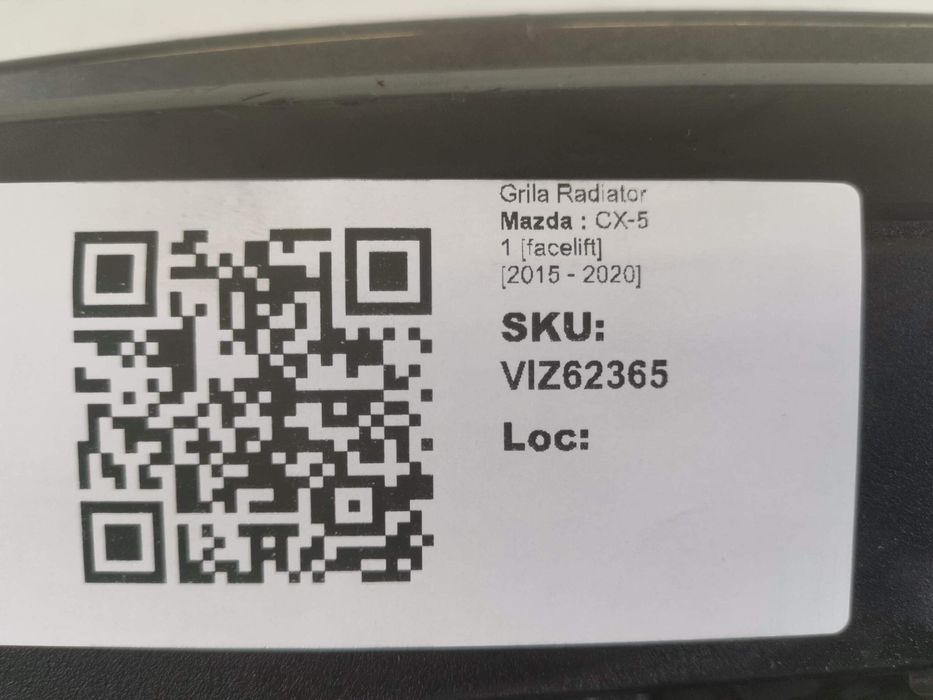 Grila Radiator
Mazda : CX-5
1 [facelift]
[2015 - 2020]
SKU:
VIZ62365
Loc: